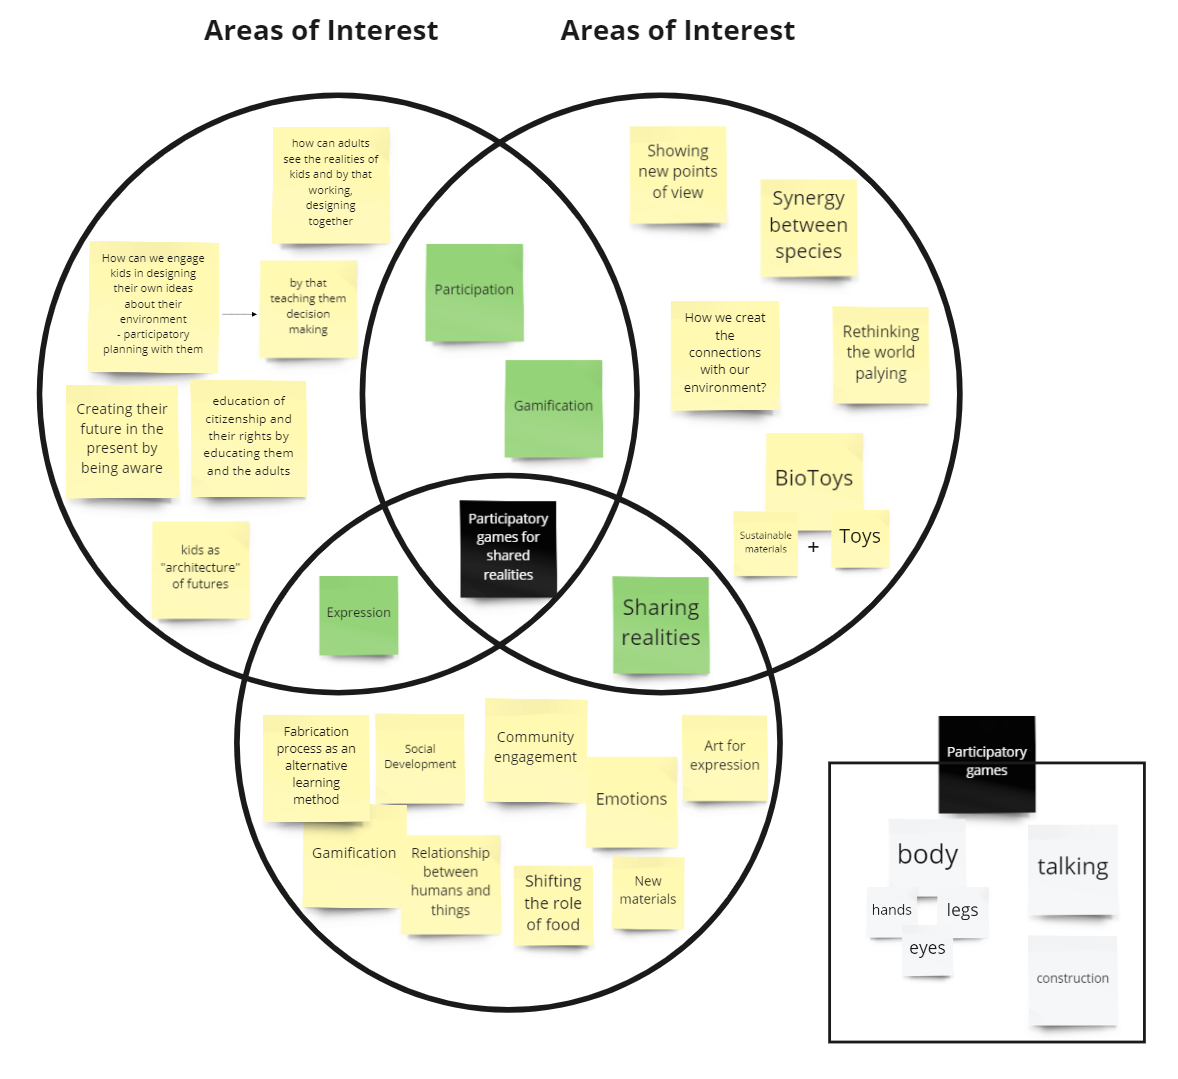 Areas of Interest
Areas of Interest
how can adults
see the realities of
kids and by that
working,
designing
together
How can we engage
kids in designing
their own ideas
about their
environment
- participatory
planning with them
by that
teaching them
decision
making
Creating their
future in the
present by
being aware
education of
citizenship and
their rights by
educating them
and the adults
kids as
"architecture"
of futures
Participation
Gamification
Showing
new points
of view
Synergy
between
species
How we creat
the
connections
with our
environment?
Rethinking
the world
palying
BioToys
Sustainable
materials
+
Toys
Participatory
games for
shared
realities
Expression
Sharing
realities
Fabrication
process as an
alternative
learning
method
Social
Development
Community
engagement
Emotions
Art for
expression
Gamification
Relationship
between
humans and
things
Shifting
the role
of food
New
materials
Participatory
games
body
hands
legs
eyes
talking
construction